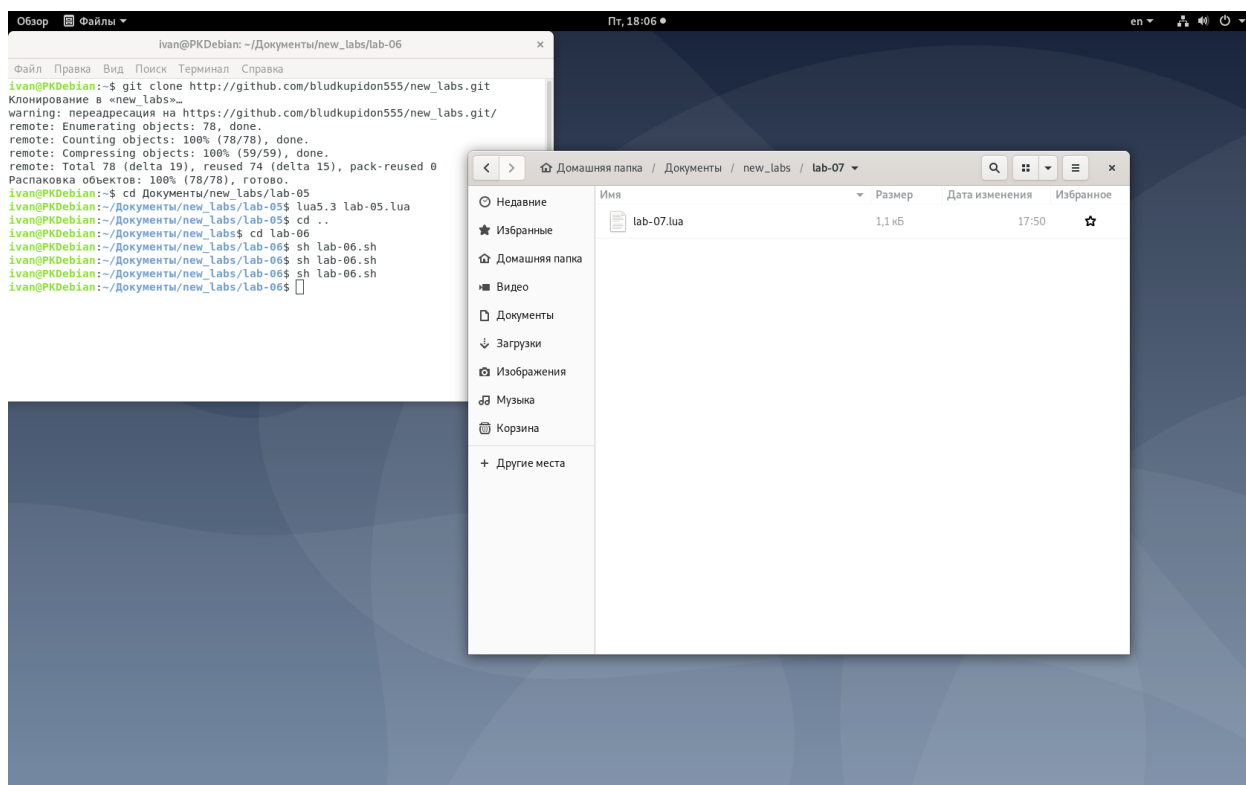 Обзор Файлы
Пт, 18:06
en
ivan@PKDebian: ~/Документы/new_labs/lab-06
Файл Правка Вид Поиск Терминал Справка
ivan@PKDebian:~$ git clone http://github.com/bludkupidon555/new_labs.git
Клонирование в «new_labs»…
warning: переадресация на https://github.com/bludkupidon555/new_labs.git/
remote: Enumerating objects: 78, done.
remote: Counting objects: 100% (78/78), done.
remote: Compressing objects: 100% (59/59), done.
remote: Total 78 (delta 19), reused 74 (delta 15), pack-reused 0
Распаковка объектов: 100% (78/78), готово.
ivan@PKDebian:~$ cd Документы/new_labs/lab-05
ivan@PKDebian:~/Документы/new_labs/lab-05$ lua5.3 lab-05.lua
ivan@PKDebian:~/Документы/new_labs/lab-05$ cd ..
ivan@PKDebian:~/Документы/new_labs$ cd lab-06
ivan@PKDebian:~/Документы/new_labs/lab-06$ sh lab-06.sh
ivan@PKDebian:~/Документы/new_labs/lab-06$ sh lab-06.sh
ivan@PKDebian:~/Документы/new_labs/lab-06$ sh lab-06.sh
ivan@PKDebian:~/Документы/new_labs/lab-06$
Домашняя папка / Документы / new_labs / lab-07
Недавние
Избранные
Домашняя папка
Видео
Документы
Загрузки
Изображения
Музыка
Корзина
+ Другие места
Имя Размер Дата изменения Избранное
lab-07.lua 1,1 кБ 17:50